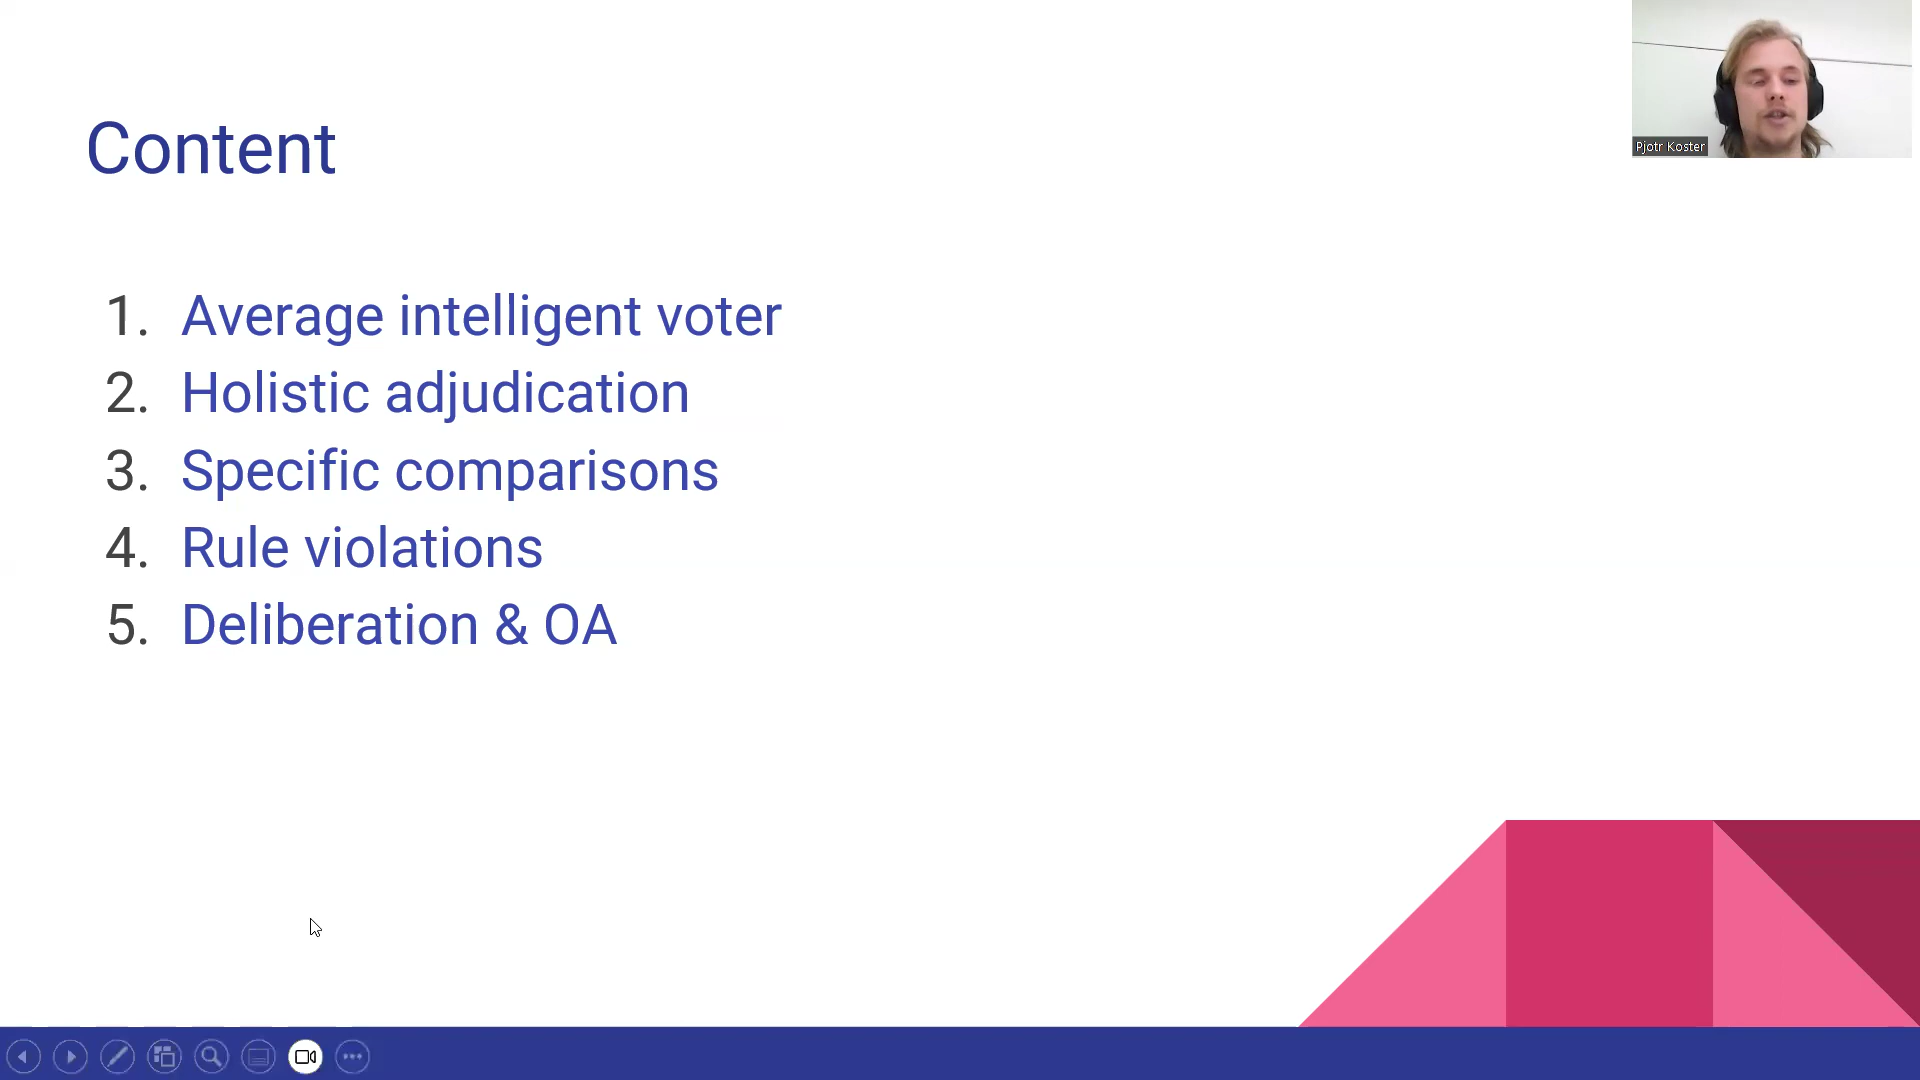 Content
1. Average intelligent voter
2. Holistic adjudication
3. Specific comparisons
4. Rule violations
5. Deliberation & OA
Pjotr Koster